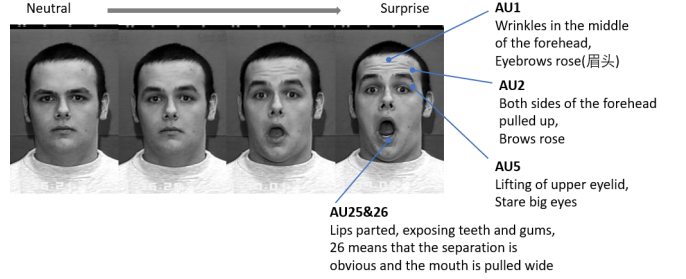 Neutral
Surprise
AU1
Wrinkles in the middle
of the forehead,
Eyebrows rose(眉头)
AU2
Both sides of the forehead
pulled up,
Brows rose
AU5
Lifting of upper eyelid,
Stare big eyes
AU25&26
Lips parted, exposing teeth and gums,
26 means that the separation is
obvious and the mouth is pulled wide